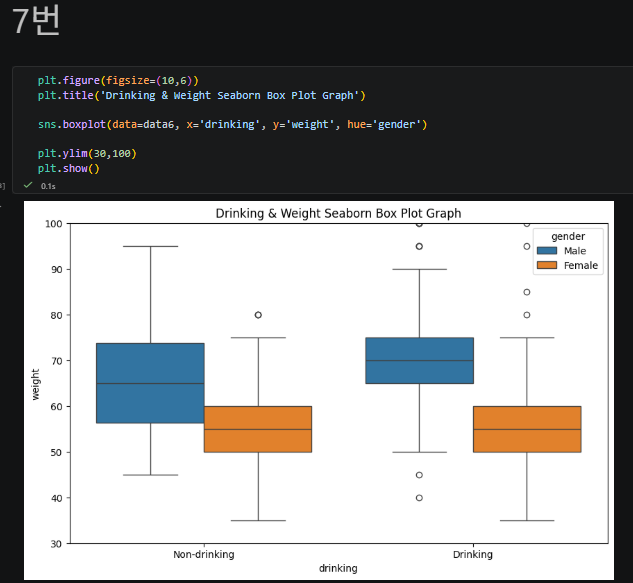 7번
plt.figure(figsize=(10,6))
plt.title('Drinking & Weight Seaborn Box Plot Graph')
sns.boxplot(data=data6, x='drinking', y='weight', hue='gender')
plt.ylim(30,100)
plt.show()
0.1s
Drinking & Weight Seaborn Box Plot Graph
gender
Male
Female
100
90
80
70
60
50
40
30
weight
Non-drinking
Drinking
drinking